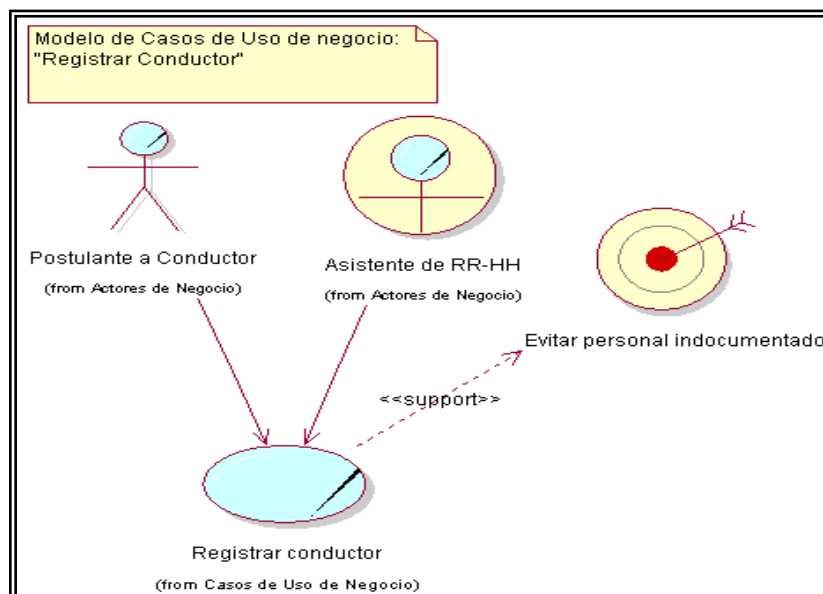 Modelo de Casos de Uso de negocio:
"Registrar Conductor"
Postulante a Conductor
(from Actores de Negocio)
Asistente de RR-HH
(from Actores de Negocio)
Evitar personal indocumentado
<<support>>
Registrar conductor
(from Casos de Uso de Negocio)